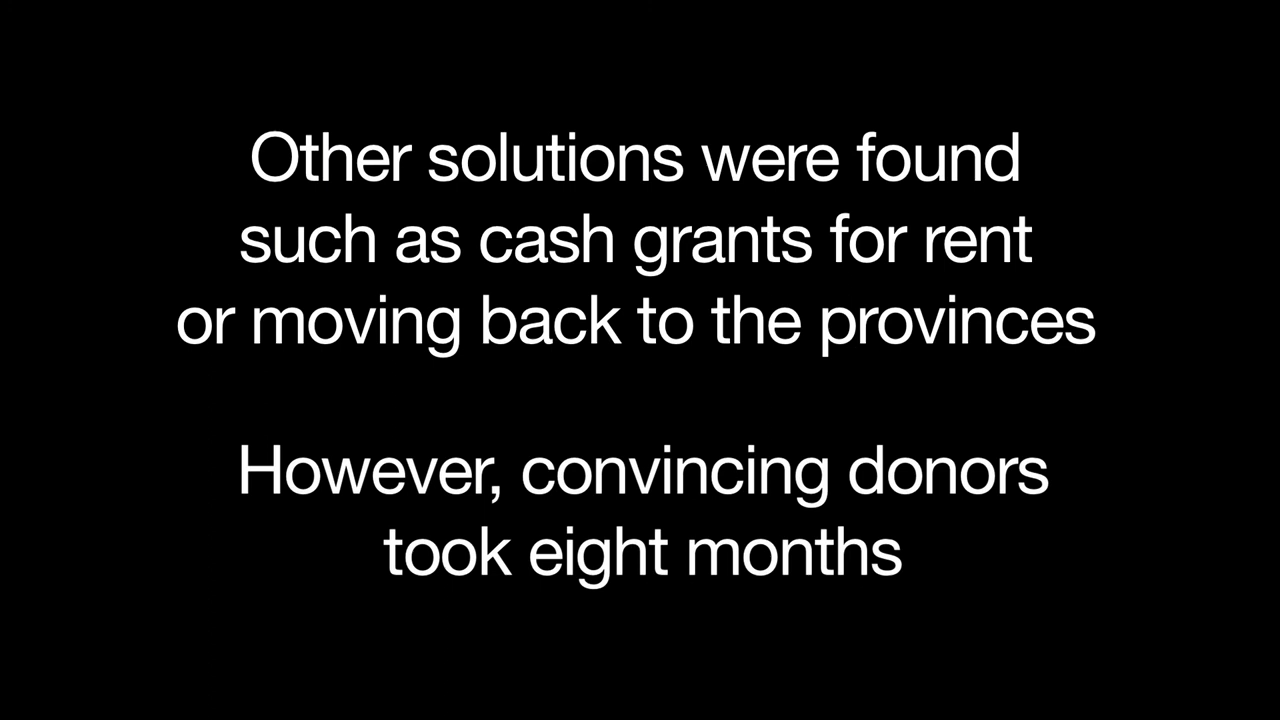 Other solutions were found
such as cash grants for rent
or moving back to the provinces
However, convincing donors
took eight months